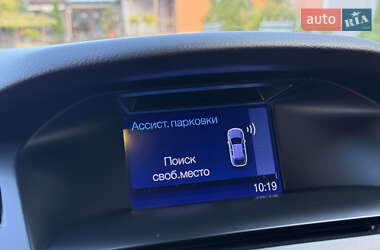 auto RIA
Ассист. парковки
Поиск
своб.место
10:19